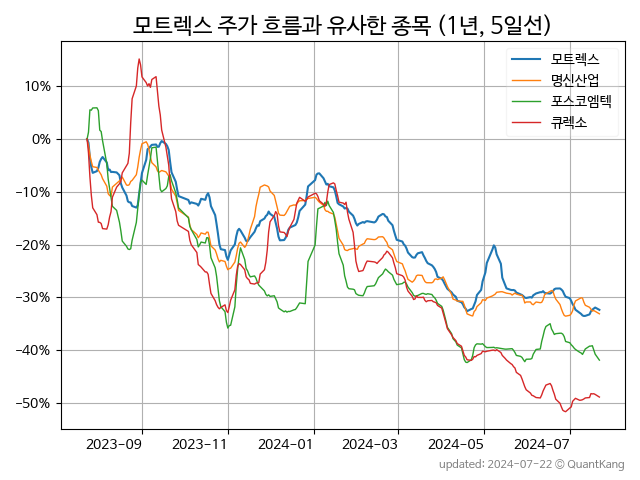 모트렉스 주가 흐름과 유사한 종목 (1년, 5일선)
모트렉스
명신산업
포스코엠텍
큐렉소
10%
0%
−10%
−20%
−30%
−40%
−50%
2023-09 2023-11 2024-01 2024-03 2024-05 2024-07
updated: 2024-07-22 © QuantKang